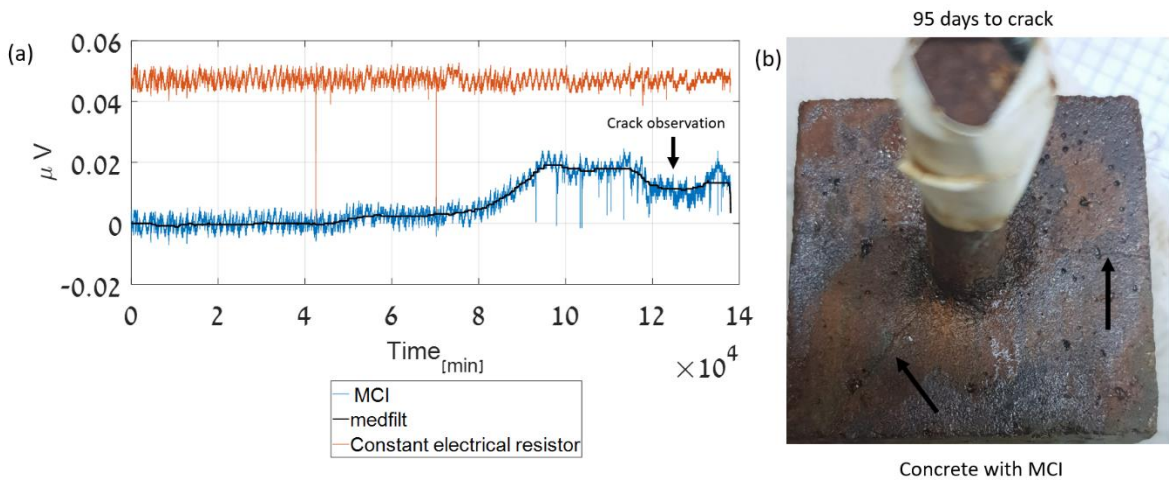 95 days to crack
(a)
(b)
0.06
0.04
0.02
0
-0.02
μ V
Crack observation
0 2 4 6 8 10 12 14
Time[min]
× 10^4
MCI
medfilt
Constant electrical resistor
Concrete with MCI